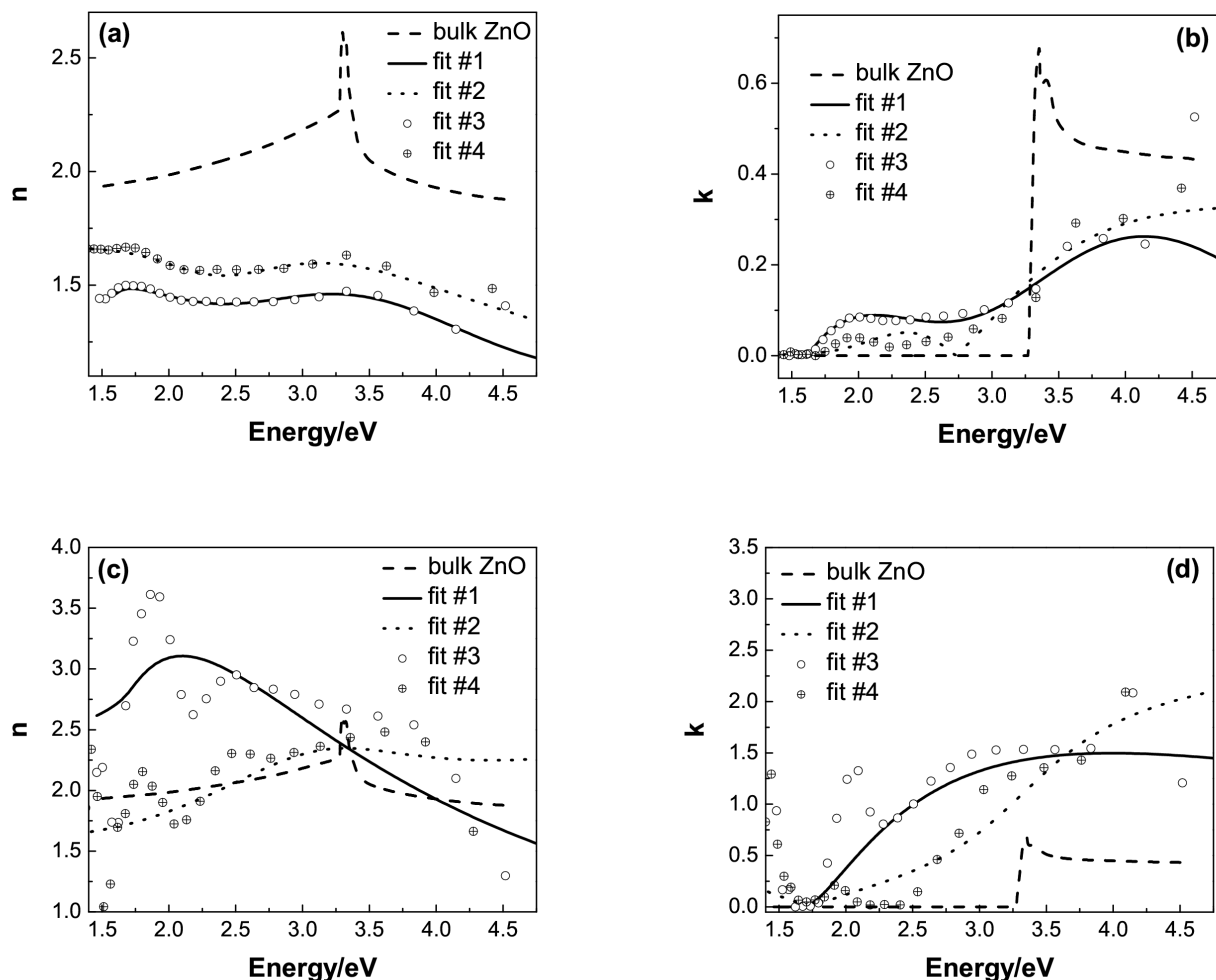 (a)
bulk ZnO
fit #1
fit #2
fit #3
fit #4
2.5
2.0
1.5
n
1.5 2.0 2.5 3.0 3.5 4.0 4.5
Energy/eV
(b)
bulk ZnO
fit #1
fit #2
fit #3
fit #4
0.6
0.4
0.2
0.0
k
1.5 2.0 2.5 3.0 3.5 4.0 4.5
Energy/eV
(c)
bulk ZnO
fit #1
fit #2
fit #3
fit #4
4.0
3.5
3.0
2.5
2.0
1.5
1.0
n
1.5 2.0 2.5 3.0 3.5 4.0 4.5
Energy/eV
(d)
bulk ZnO
fit #1
fit #2
fit #3
fit #4
3.5
3.0
2.5
2.0
1.5
1.0
0.5
0.0
k
1.5 2.0 2.5 3.0 3.5 4.0 4.5
Energy/eV